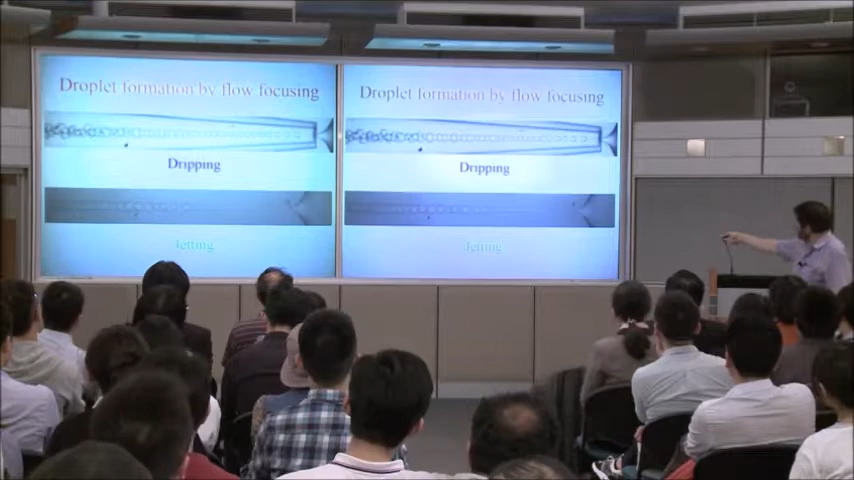 Droplet formation by flow focusing
Dripping
Jetting
Droplet formation by flow focusing
Dripping
Jetting